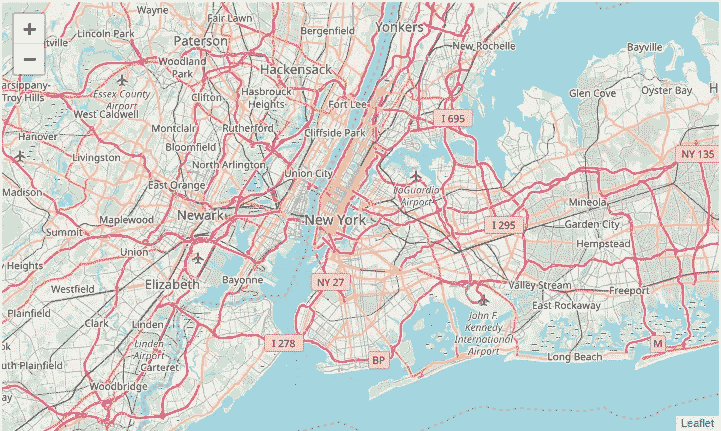 Wayne
Fair Lawn
Bergenfield
Yonkers
+
Lincoln Park
Paterson
New Rochelle
Bayville
Woodland
Park
Hackensack
−
arsippany-
Troy Hills
Essex County
Airport
Clifton
Hasbrouck
Heights
Fort Lee
Glen Cove
Oyster Bay
H
West Caldwell
I 695
Hanover
Montclair
Rutherford
Cliffside Park
Bloomfield
NY 135
Livingston
North Arlington
Union City
Madison
East Orange
LaGuardia
Airport
Mineola
Newark
New York
Maplewood
I 295
Garden City
Summit
Hempstead
Union
Heights
Bayonne
NY 27
Elizabeth
Westfield
Valley Stream
Freeport
East Rockaway
Plainfield
Clark
Linden
John F.
Kennedy
International
Airport
Linden
Airport
I 278
M
BP
Long Beach
uth Plainfield
Carteret
Woodbridge
ay
Leaflet